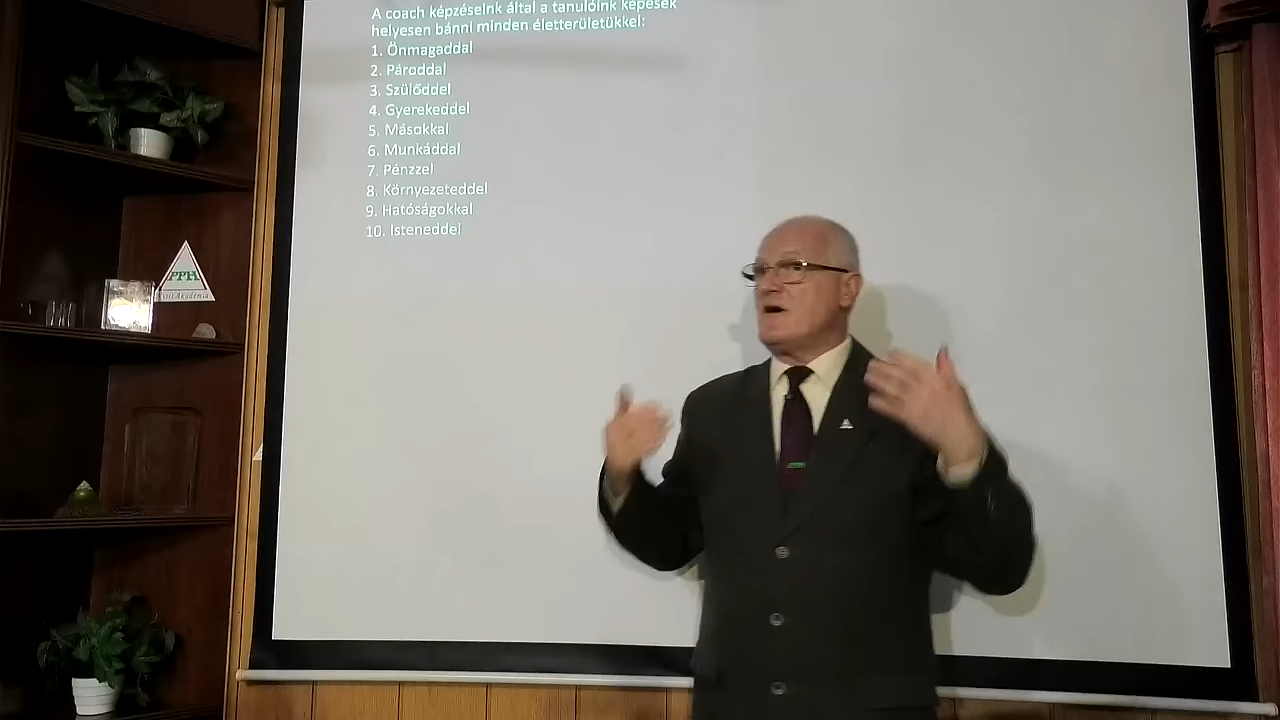 A coach képzéseink által a tanulóink képesek
helyesen bánni minden életterületükkel:
1. Önmagaddal
2. Pároddal
3. Szülőddel
4. Gyerekeddel
5. Másokkal
6. Munkáddal
7. Pénzzel
8. Környezeteddel
9. Hatóságokkal
10. Isteneddel
PPH